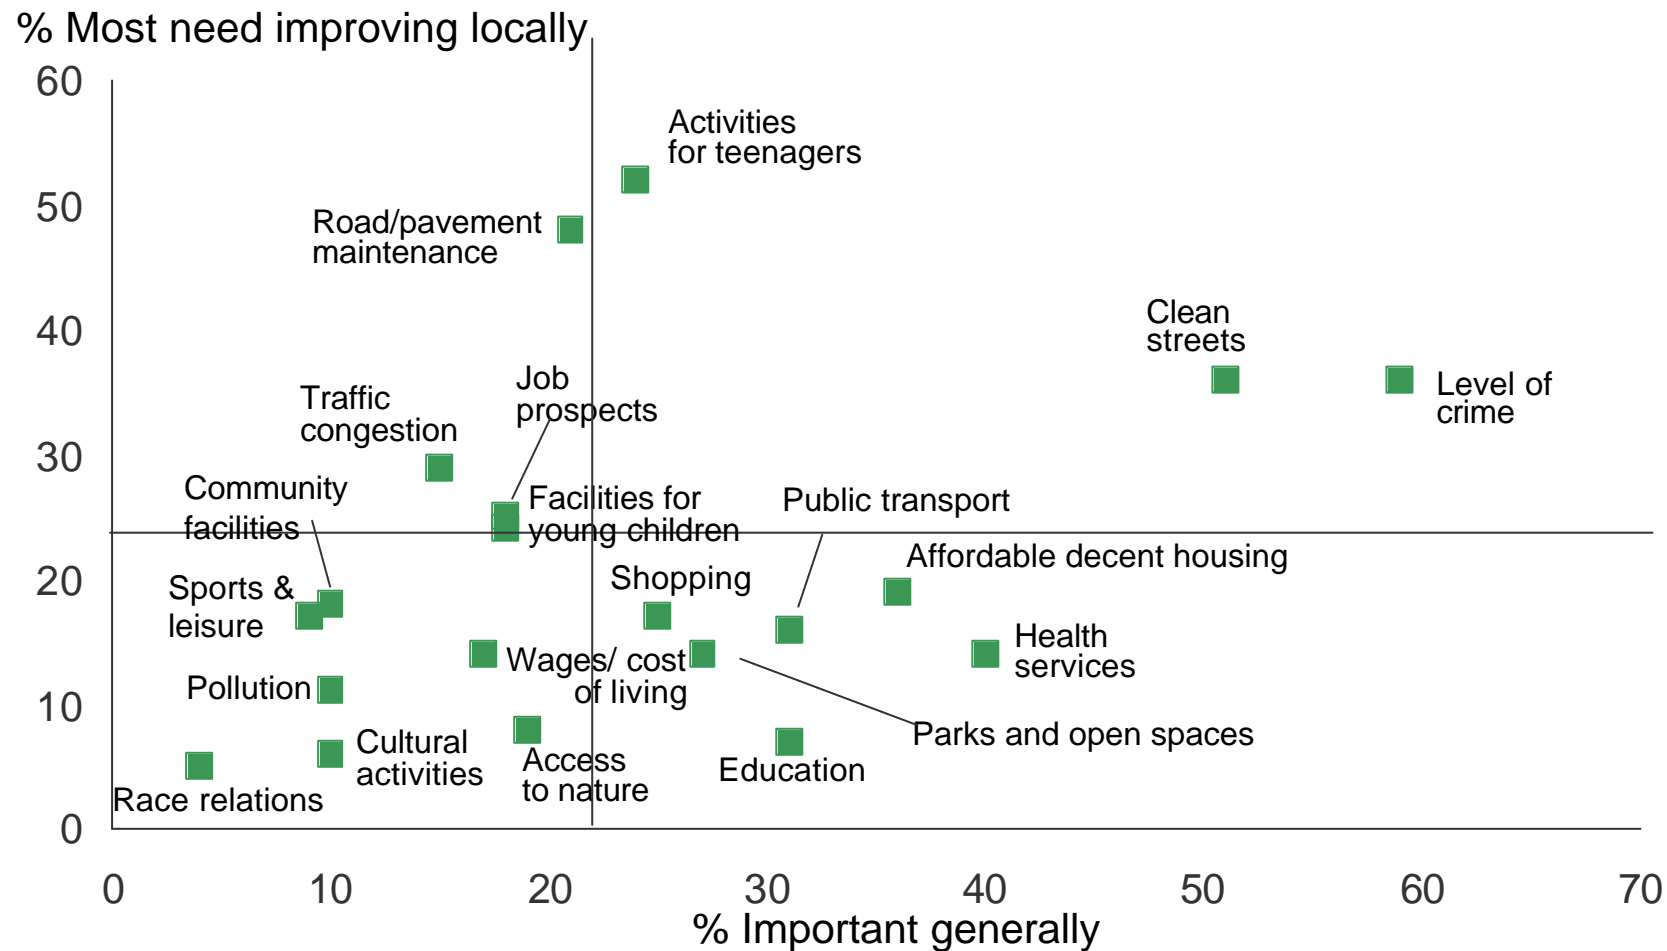 % Most need improving locally
60
50
40
30
20
10
0
Activities
for teenagers
Road/pavement
maintenance
Clean
streets
Level of
crime
Job
prospects
Traffic
congestion
Community
facilities
Facilities for
young children
Public transport
Affordable decent housing
Sports &
leisure
Shopping
Health
services
Wages/ cost
of living
Pollution
Parks and open spaces
Cultural
activities
Access
to nature
Education
Race relations
0 10 20 30 40 50 60 70
% Important generally